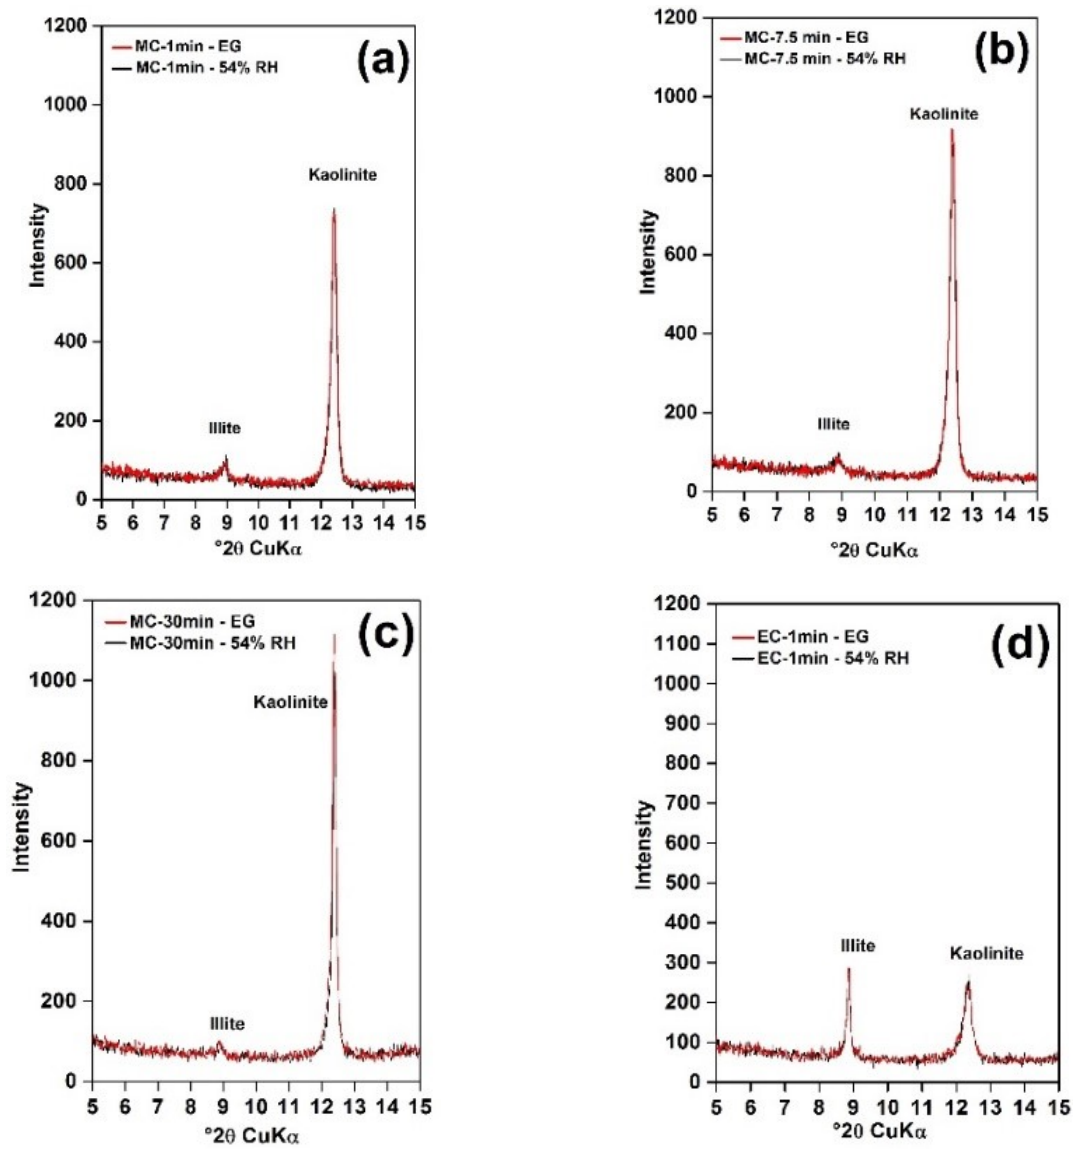 MC-1min - EG
MC-1min - 54% RH
(a)
Kaolinite
Illite
1200
1000
800
600
400
200
0
Intensity
5 6 7 8 9 10 11 12 13 14 15
°2θ CuKα
MC-7.5 min - EG
MC-7.5 min - 54% RH
(b)
Kaolinite
Illite
1200
1000
800
600
400
200
0
Intensity
5 6 7 8 9 10 11 12 13 14 15
°2θ CuKα
MC-30min - EG
MC-30min - 54% RH
(c)
Kaolinite
Illite
1200
1000
800
600
400
200
0
Intensity
5 6 7 8 9 10 11 12 13 14 15
°2θ CuKα
EC-1min - EG
EC-1min - 54% RH
(d)
Illite
Kaolinite
1200
1100
1000
900
800
700
600
500
400
300
200
100
0
Intensity
5 6 7 8 9 10 11 12 13 14 15
°2θ CuKα